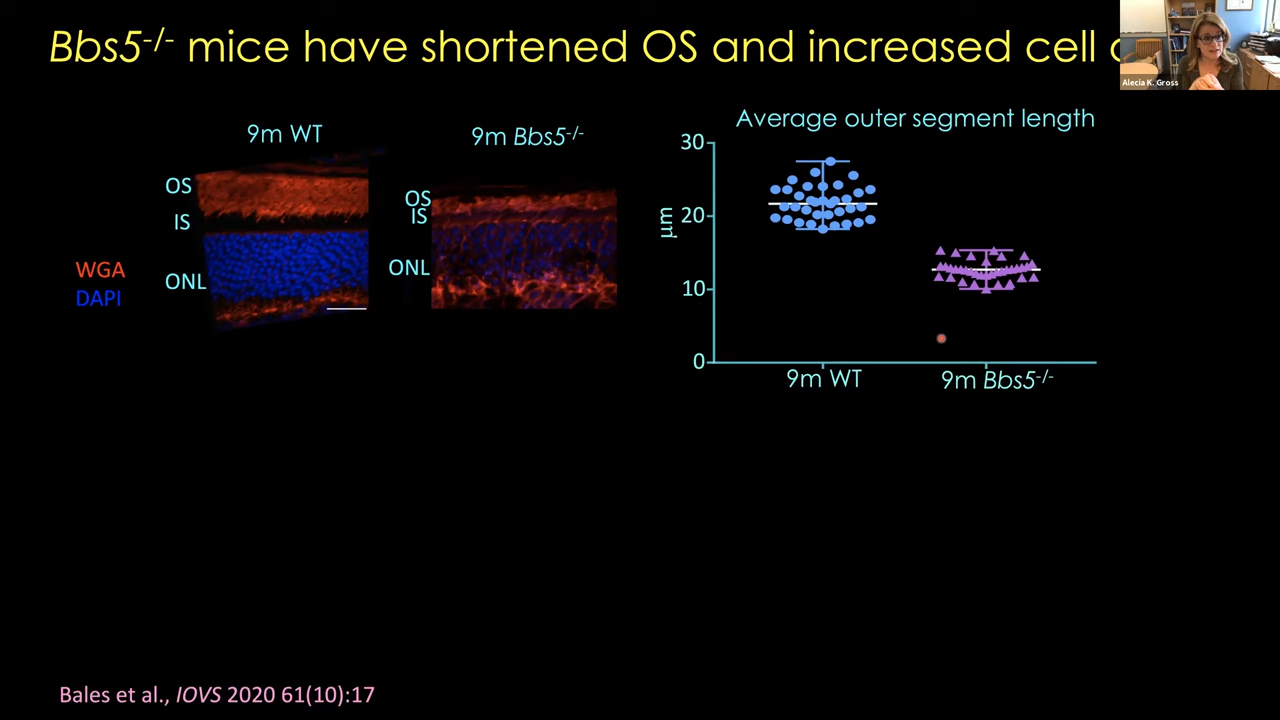 Bbs5-/- mice have shortened OS and increased cell
Alecia K. Gross
9m WT
9m Bbs5-/-
OS
IS
ONL
OS
IS
ONL
WGA
DAPI
Average outer segment length
30
20
10
0
µm
9m WT
9m Bbs5-/-
Bales et al., IOVS 2020 61(10):17